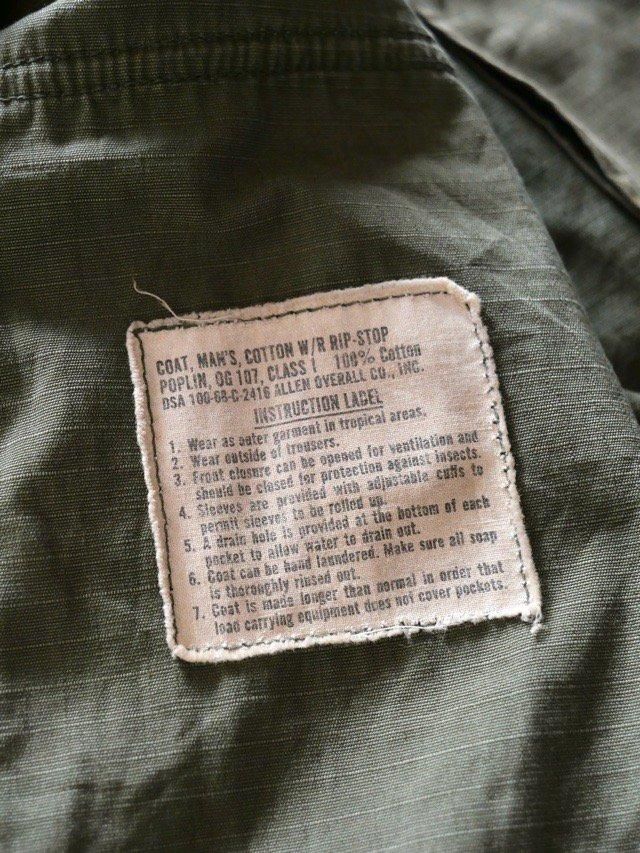 COAT, MAN'S, COTTON W/R RIP-STOP
POPLIN, OG 107, CLASS I 100% Cotton
DSA 100-68-C-2416 ALLEN OVERALL CO., INC.
INSTRUCTION LABEL
1. Wear as outer garment in tropical areas.
2. Wear outside of trousers.
3. Front closure can be opened for ventilation and
should be closed for protection against insects.
4. Sleeves are provided with adjustable cuffs to
permit sleeves to be rolled up.
5. A drain hole is provided at the bottom of each
pocket to allow water to drain out.
6. Coat can be hand laundered. Make sure all soap
is thoroughly rinsed out.
7. Coat is made longer than normal in order that
load carrying equipment does not cover pockets.